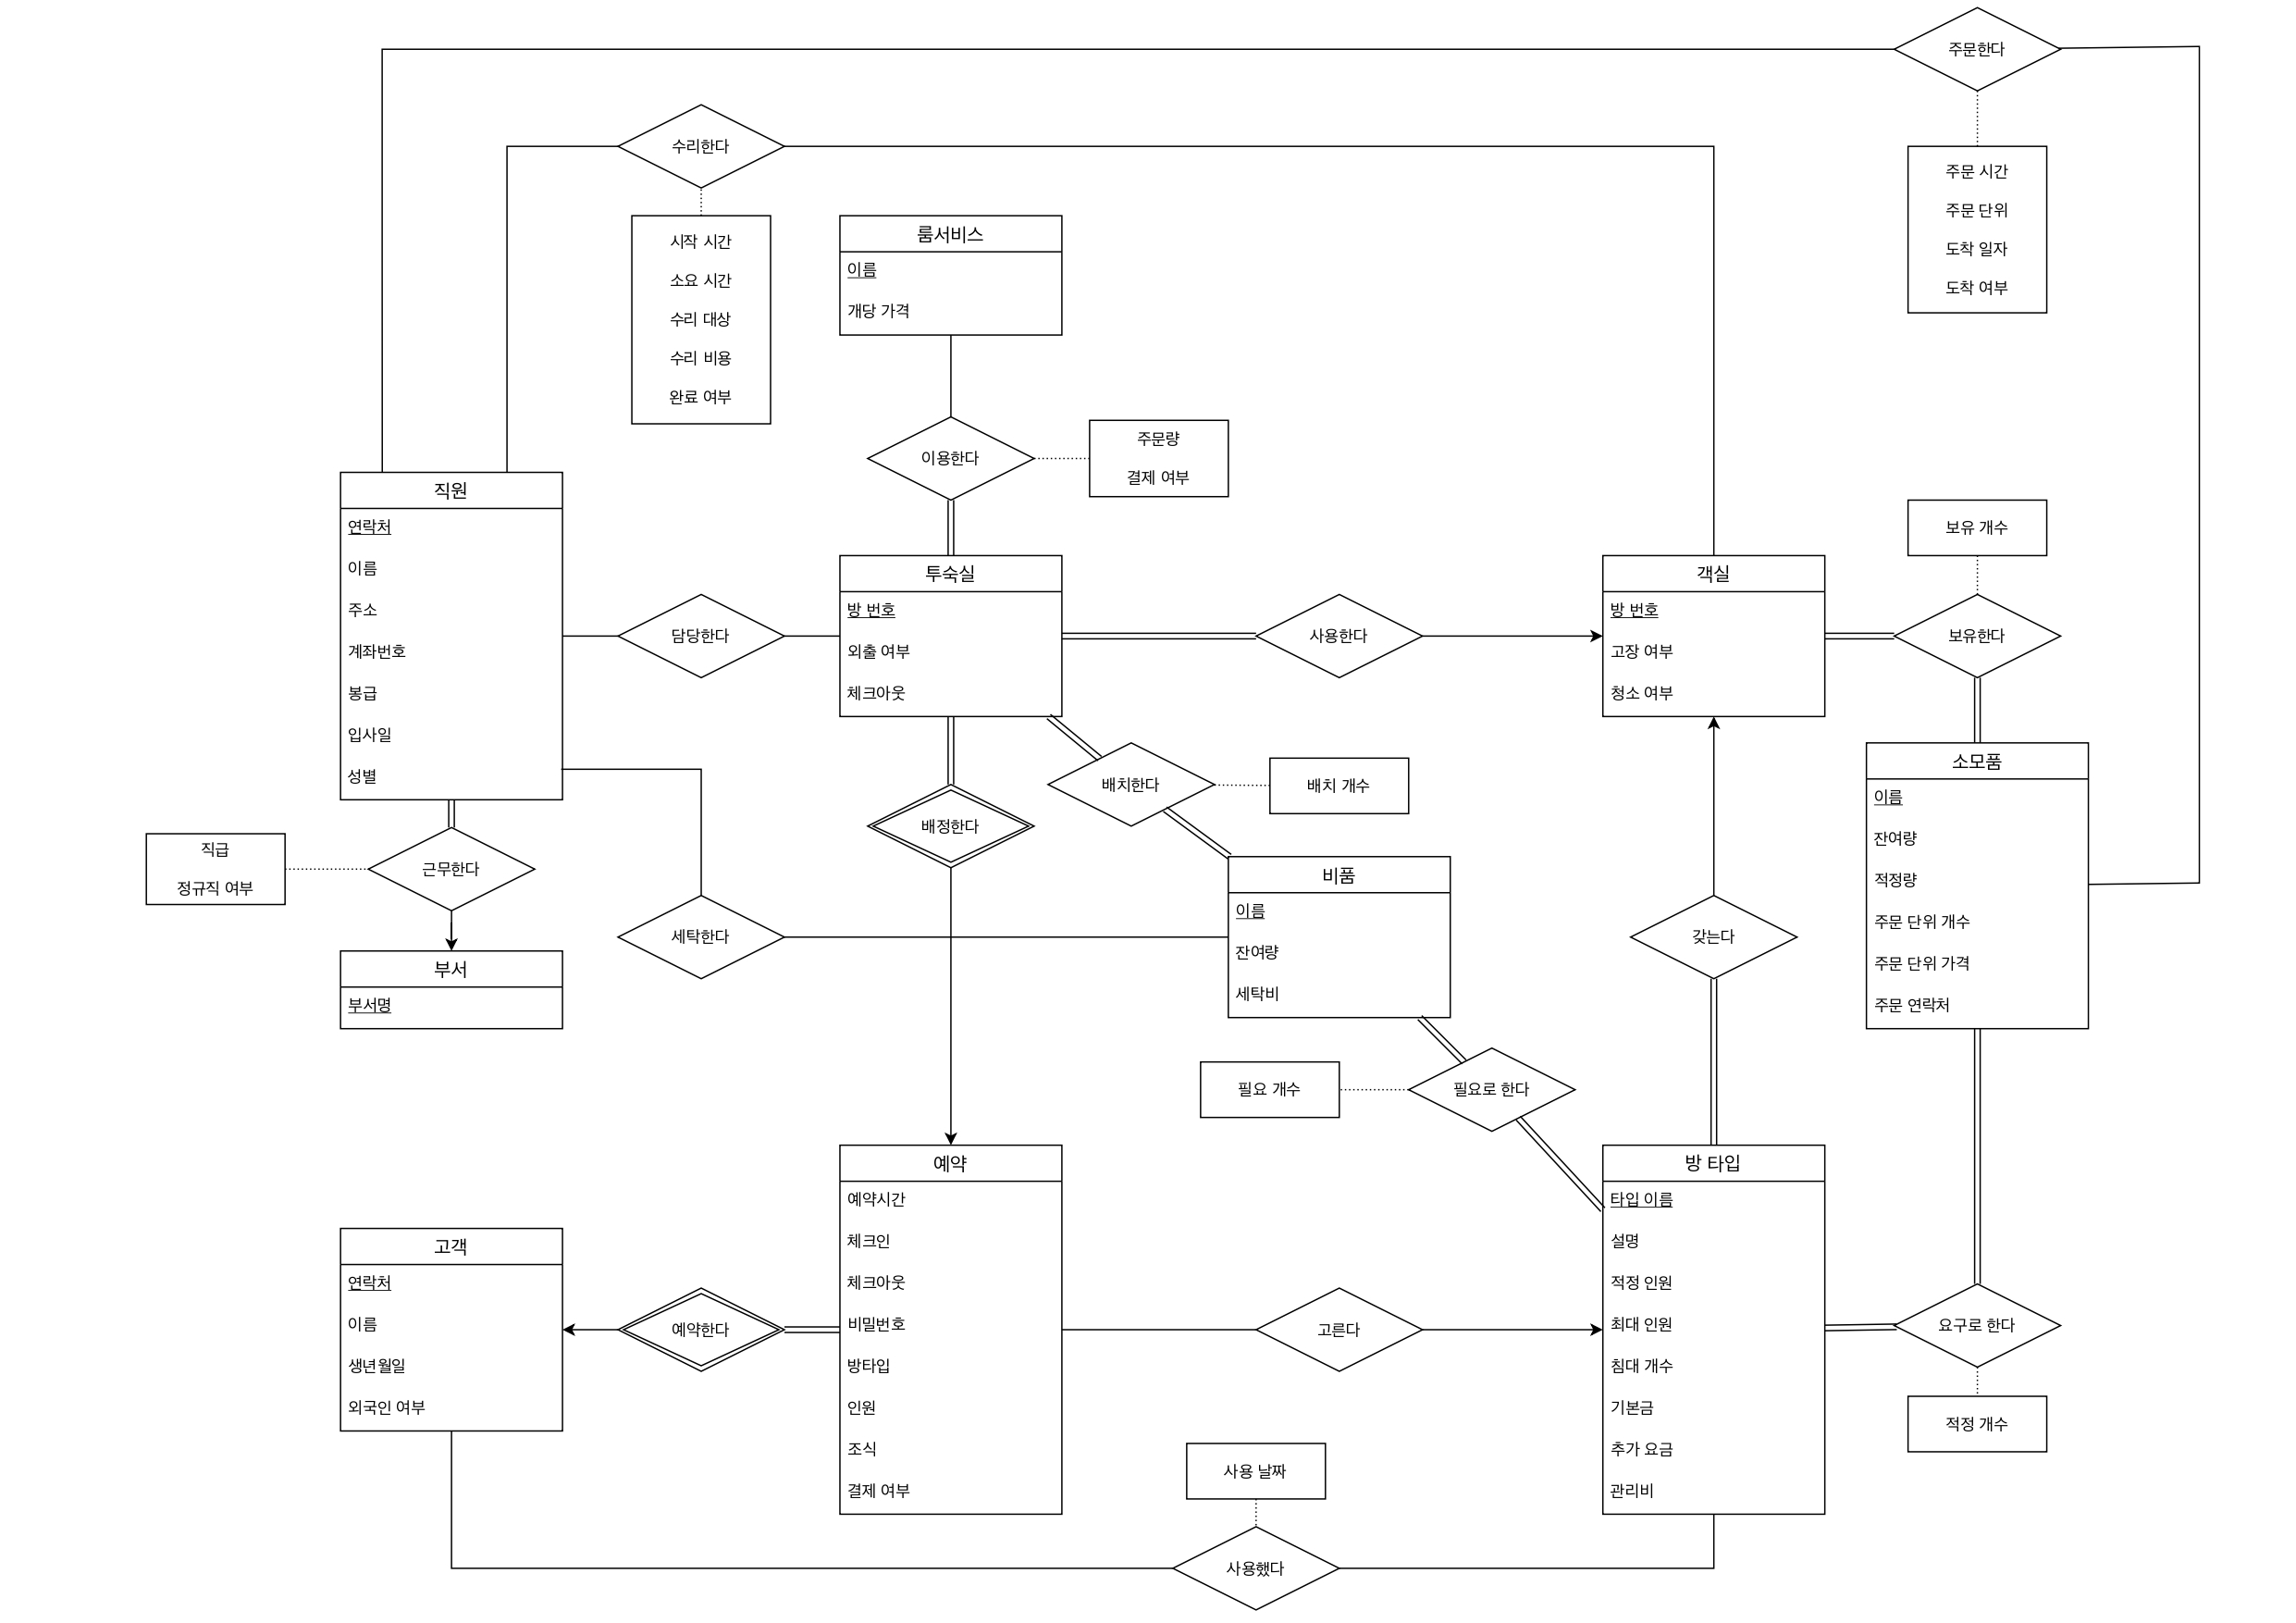 주문한다
수리한다
주문 시간
주문 단위
도착 일자
도착 여부
시작 시간
소요 시간
수리 대상
수리 비용
완료 여부
룸서비스
이름
개당 가격
이용한다
주문량
결제 여부
직원
연락처
이름
주소
계좌번호
봉급
입사일
성별
담당한다
투숙실
방 번호
외출 여부
체크아웃
사용한다
객실
방 번호
고장 여부
청소 여부
보유 개수
보유한다
소모품
이름
잔여량
적정량
주문 단위 개수
주문 단위 가격
주문 연락처
배정한다
배치한다
배치 개수
직급
정규직 여부
근무한다
부서
부서명
세탁한다
비품
이름
잔여량
세탁비
갖는다
필요 개수
필요로 한다
고객
연락처
이름
생년월일
외국인 여부
예약한다
예약
예약시간
체크인
체크아웃
비밀번호
방타입
인원
조식
결제 여부
고른다
방 타입
타입 이름
설명
적정 인원
최대 인원
침대 개수
기본금
추가 요금
관리비
요구로 한다
적정 개수
사용 날짜
사용했다